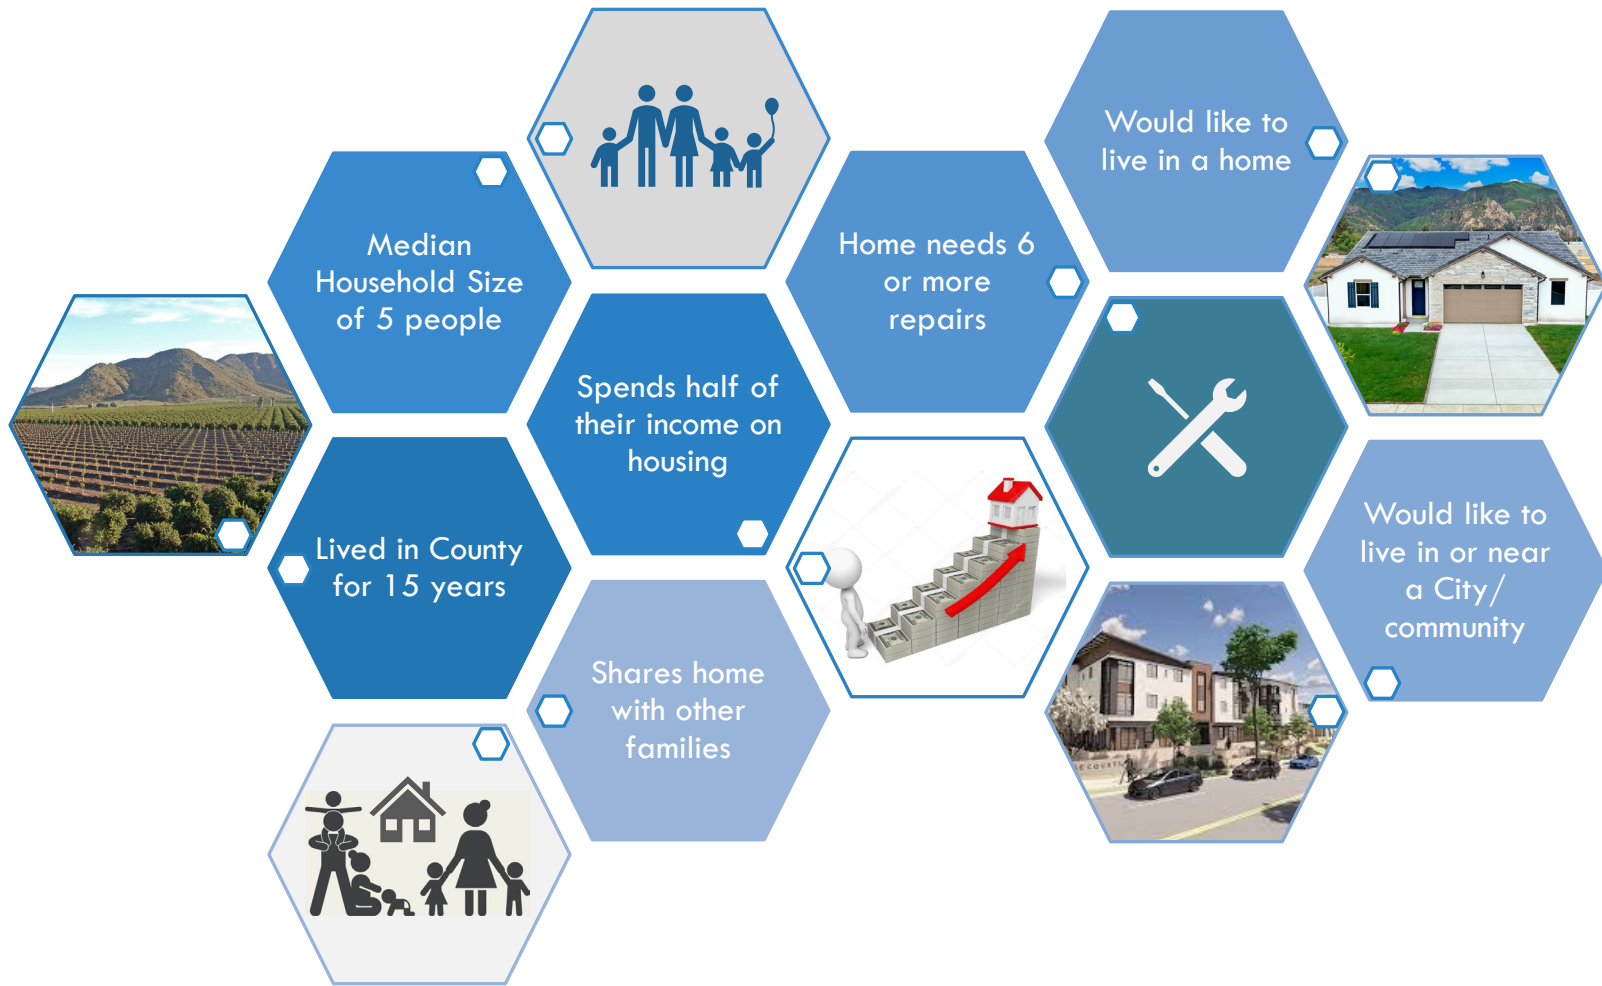 Would like to
live in a home
Median
Household Size
of 5 people
Home needs 6
or more
repairs
Spends half of
their income on
housing
Lived in County
for 15 years
Would like to
live in or near
a City/
community
Shares home
with other
families